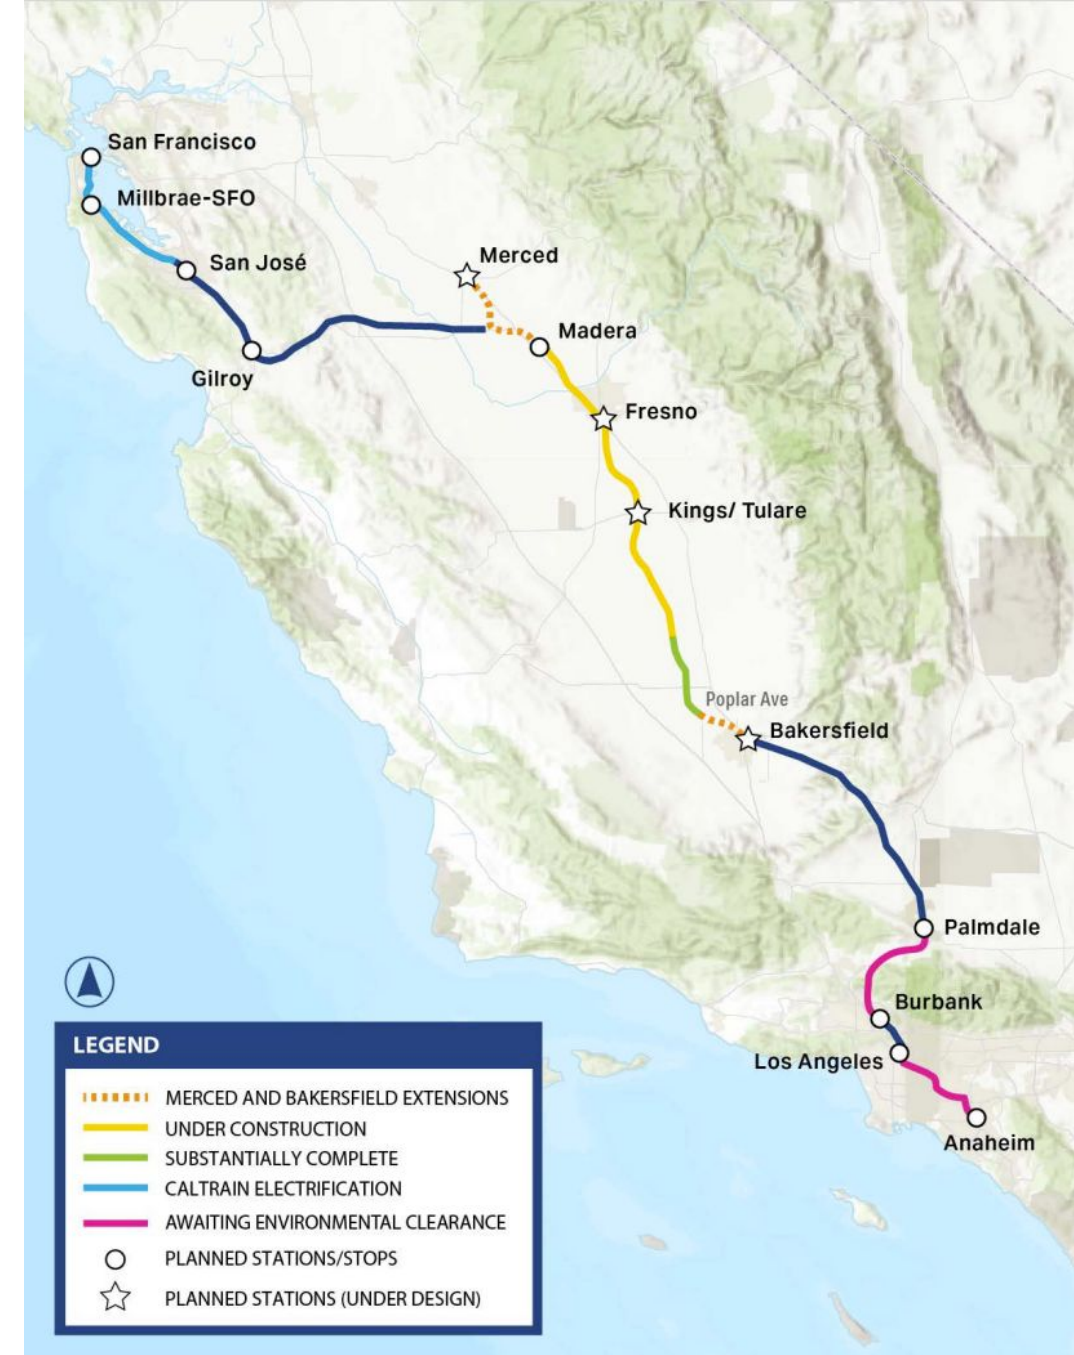 San Francisco
Millbrae-SFO
San José
Merced
Madera
Gilroy
Fresno
Kings/ Tulare
Poplar Ave
Bakersfield
Palmdale
Burbank
Los Angeles
Anaheim
LEGEND
MERCED AND BAKERSFIELD EXTENSIONS
UNDER CONSTRUCTION
SUBSTANTIALLY COMPLETE
CALTRAIN ELECTRIFICATION
AWAITING ENVIRONMENTAL CLEARANCE
PLANNED STATIONS/STOPS
PLANNED STATIONS (UNDER DESIGN)